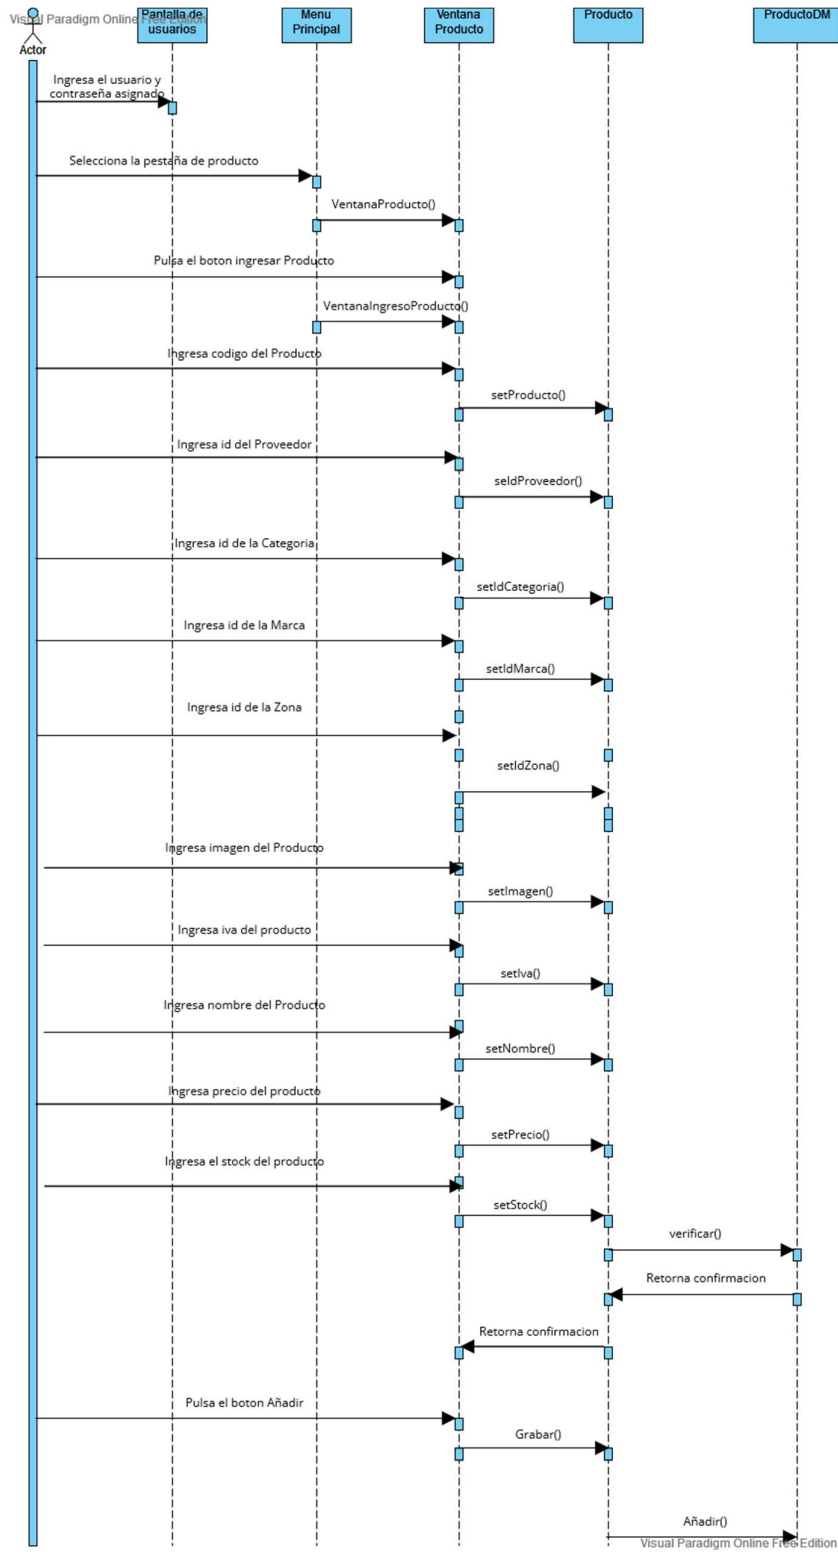 Visual Paradigm Online Free Edition
Pantalla de
usuarios
Menu
Principal
Ventana
Producto
Producto
ProductoDM
Actor
Ingresa el usuario y
contraseña asignado
Selecciona la pestaña de producto
VentanaProducto()
Pulsa el boton ingresar Producto
VentanaIngresoProducto()
Ingresa codigo del Producto
setProducto()
Ingresa id del Proveedor
seIdProveedor()
Ingresa id de la Categoria
setIdCategoria()
Ingresa id de la Marca
setIdMarca()
Ingresa id de la Zona
setIdZona()
Ingresa imagen del Producto
setImagen()
Ingresa iva del producto
setIva()
Ingresa nombre del Producto
setNombre()
Ingresa precio del producto
setPrecio()
Ingresa el stock del producto
setStock()
verificar()
Retorna confirmacion
Retorna confirmacion
Pulsa el boton Añadir
Grabar()
Añadir()
Visual Paradigm Online Free Edition